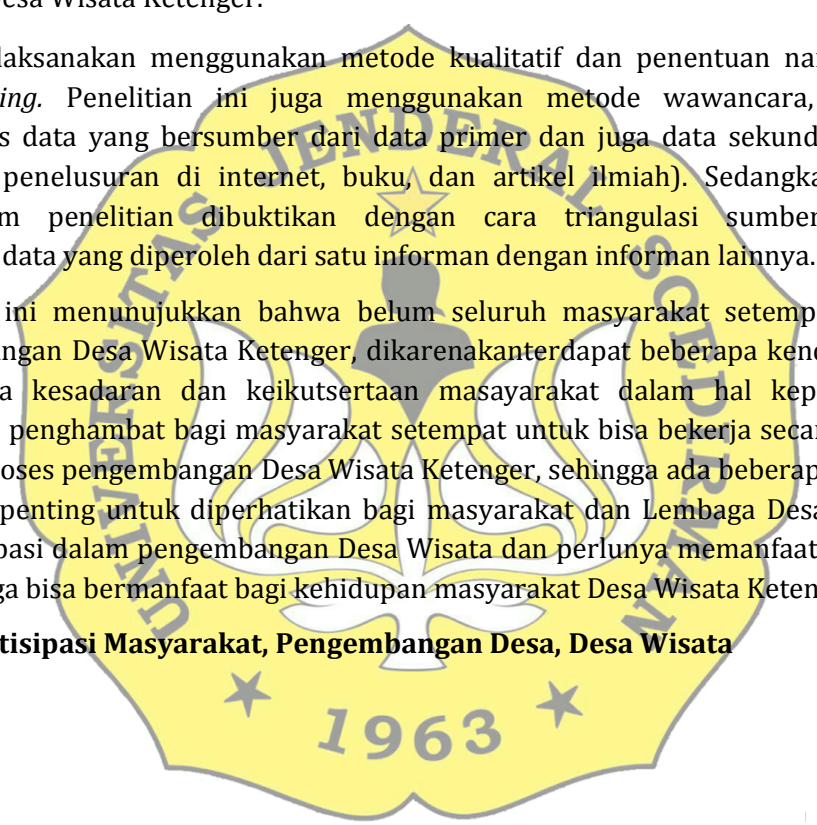 Desa Wisata Ketenger.
laksanakan menggunakan metode kualitatif dan penentuan na
ing. Penelitian ini juga menggunakan metode wawancara,
s data yang bersumber dari data primer dan juga data sekund
penelusuran di internet, buku, dan artikel ilmiah). Sedangka
m penelitian dibuktikan dengan cara triangulasi sumber
data yang diperoleh dari satu informan dengan informan lainnya.
ini menunujukkan bahwa belum seluruh masyarakat setemp
ngan Desa Wisata Ketenger, dikarenakanterdapat beberapa kend
a kesadaran dan keikutsertaan masayarakat dalam hal kep
penghambat bagi masyarakat setempat untuk bisa bekerja secar
oses pengembangan Desa Wisata Ketenger, sehingga ada beberap
penting untuk diperhatikan bagi masyarakat dan Lembaga Desa
pasi dalam pengembangan Desa Wisata dan perlunya memanfaat
ga bisa bermanfaat bagi kehidupan masyarakat Desa Wisata Keten
tisipasi Masyarakat, Pengembangan Desa, Desa Wisata
UNIVERSITAS JENDERAL SOEDIRMAN
1963